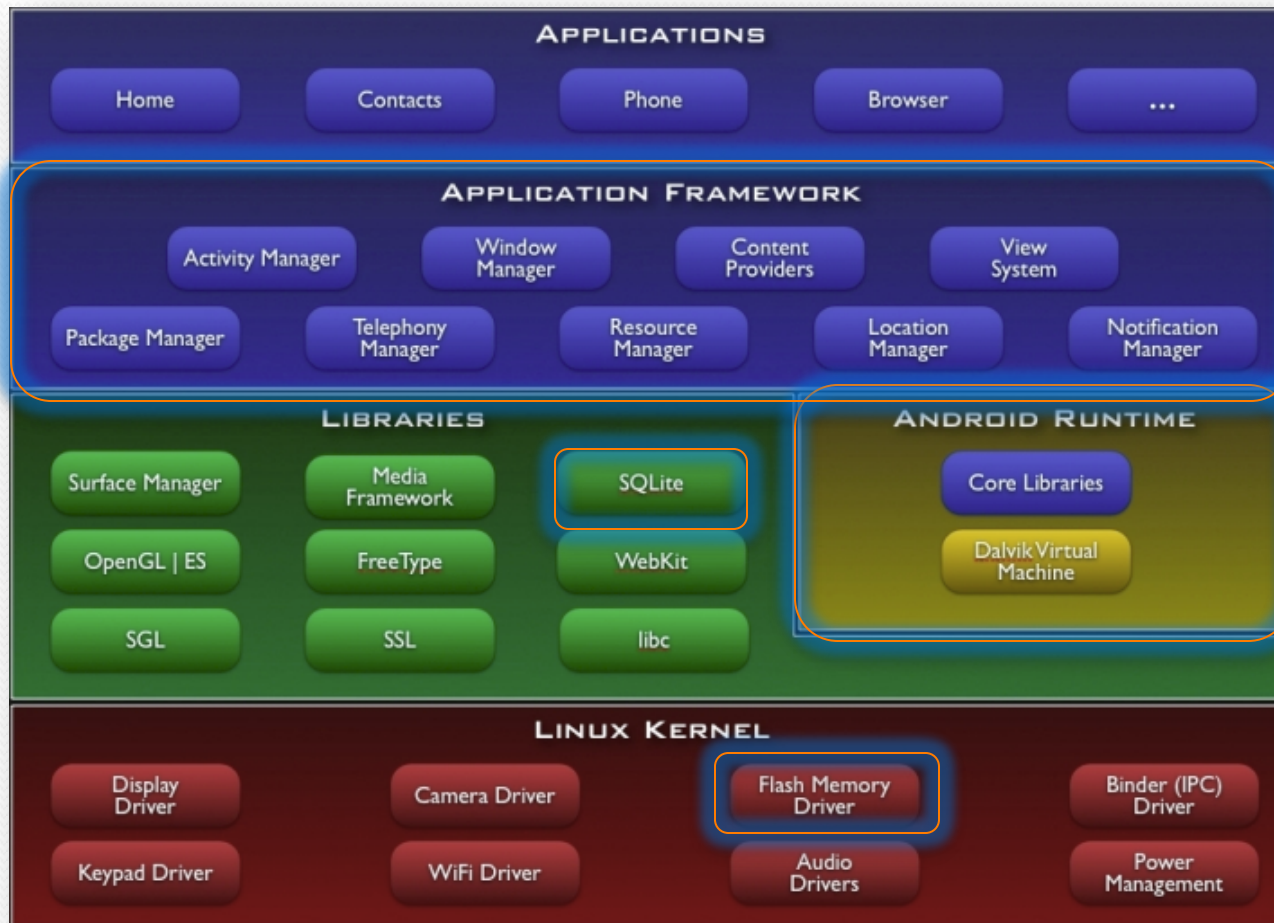 APPLICATIONS
Home
Contacts
Phone
Browser
...
APPLICATION FRAMEWORK
Activity Manager
Window
Manager
Content
Providers
View
System
Package Manager
Telephony
Manager
Resource
Manager
Location
Manager
Notification
Manager
LIBRARIES
Surface Manager
Media
Framework
SQLite
OpenGL | ES
FreeType
WebKit
SGL
SSL
libc
ANDROID RUNTIME
Core Libraries
Dalvik Virtual
Machine
LINUX KERNEL
Display
Driver
Camera Driver
Flash Memory
Driver
Binder (IPC)
Driver
Keypad Driver
WiFi Driver
Audio
Drivers
Power
Management